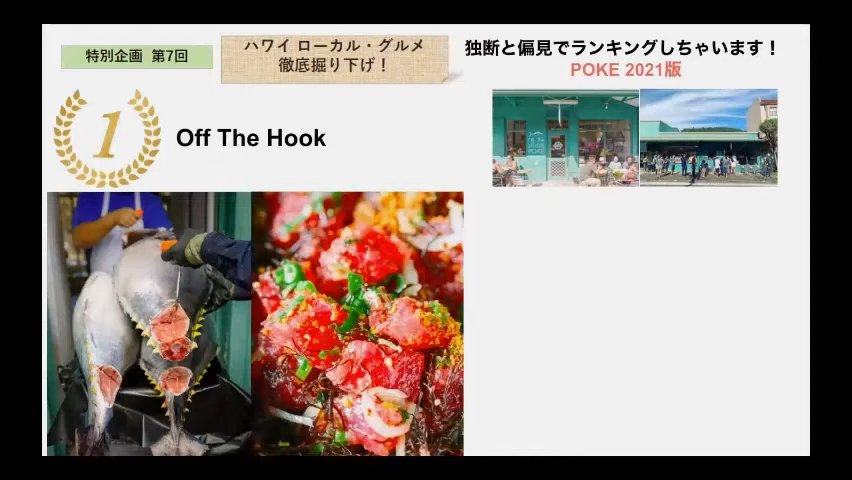 特別企画 第7回
ハワイ ローカル・グルメ
徹底掘り下げ！
独断と偏見でランキングしちゃいます！
POKE 2021版
1
Off The Hook